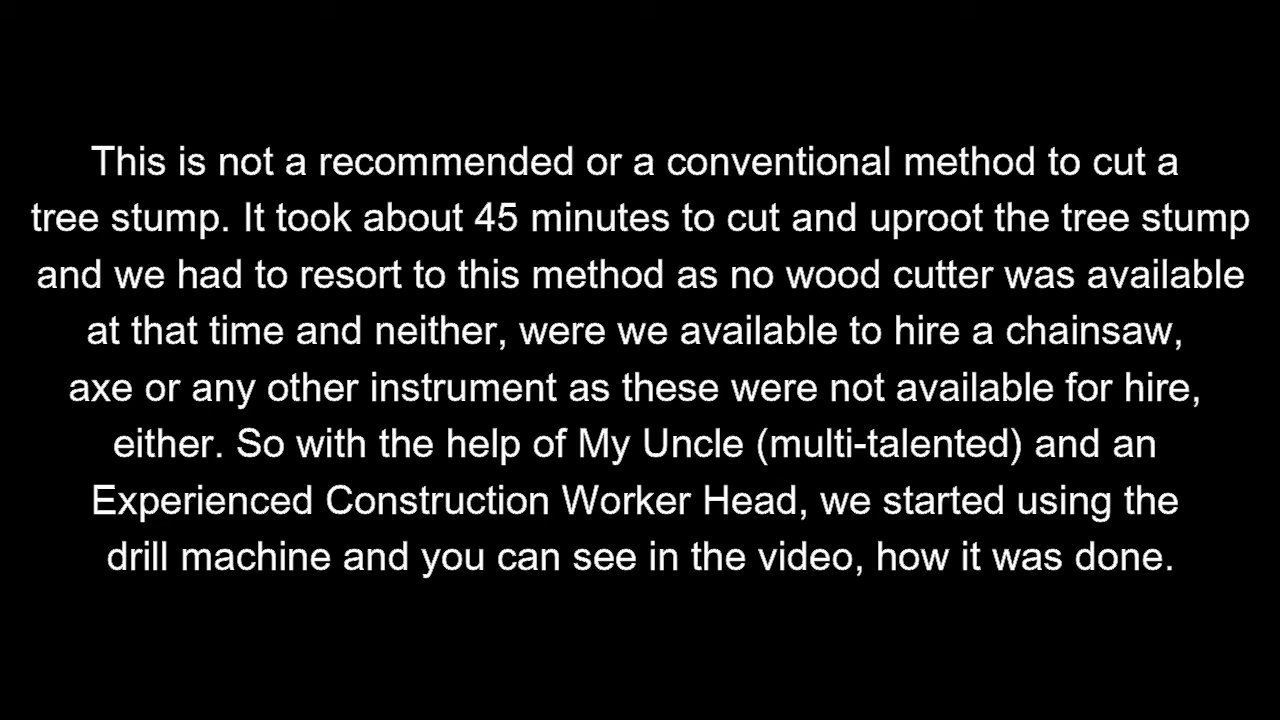 This is not a recommended or a conventional method to cut a
tree stump. It took about 45 minutes to cut and uproot the tree stump
and we had to resort to this method as no wood cutter was available
at that time and neither, were we available to hire a chainsaw,
axe or any other instrument as these were not available for hire,
either. So with the help of My Uncle (multi-talented) and an
Experienced Construction Worker Head, we started using the
drill machine and you can see in the video, how it was done.